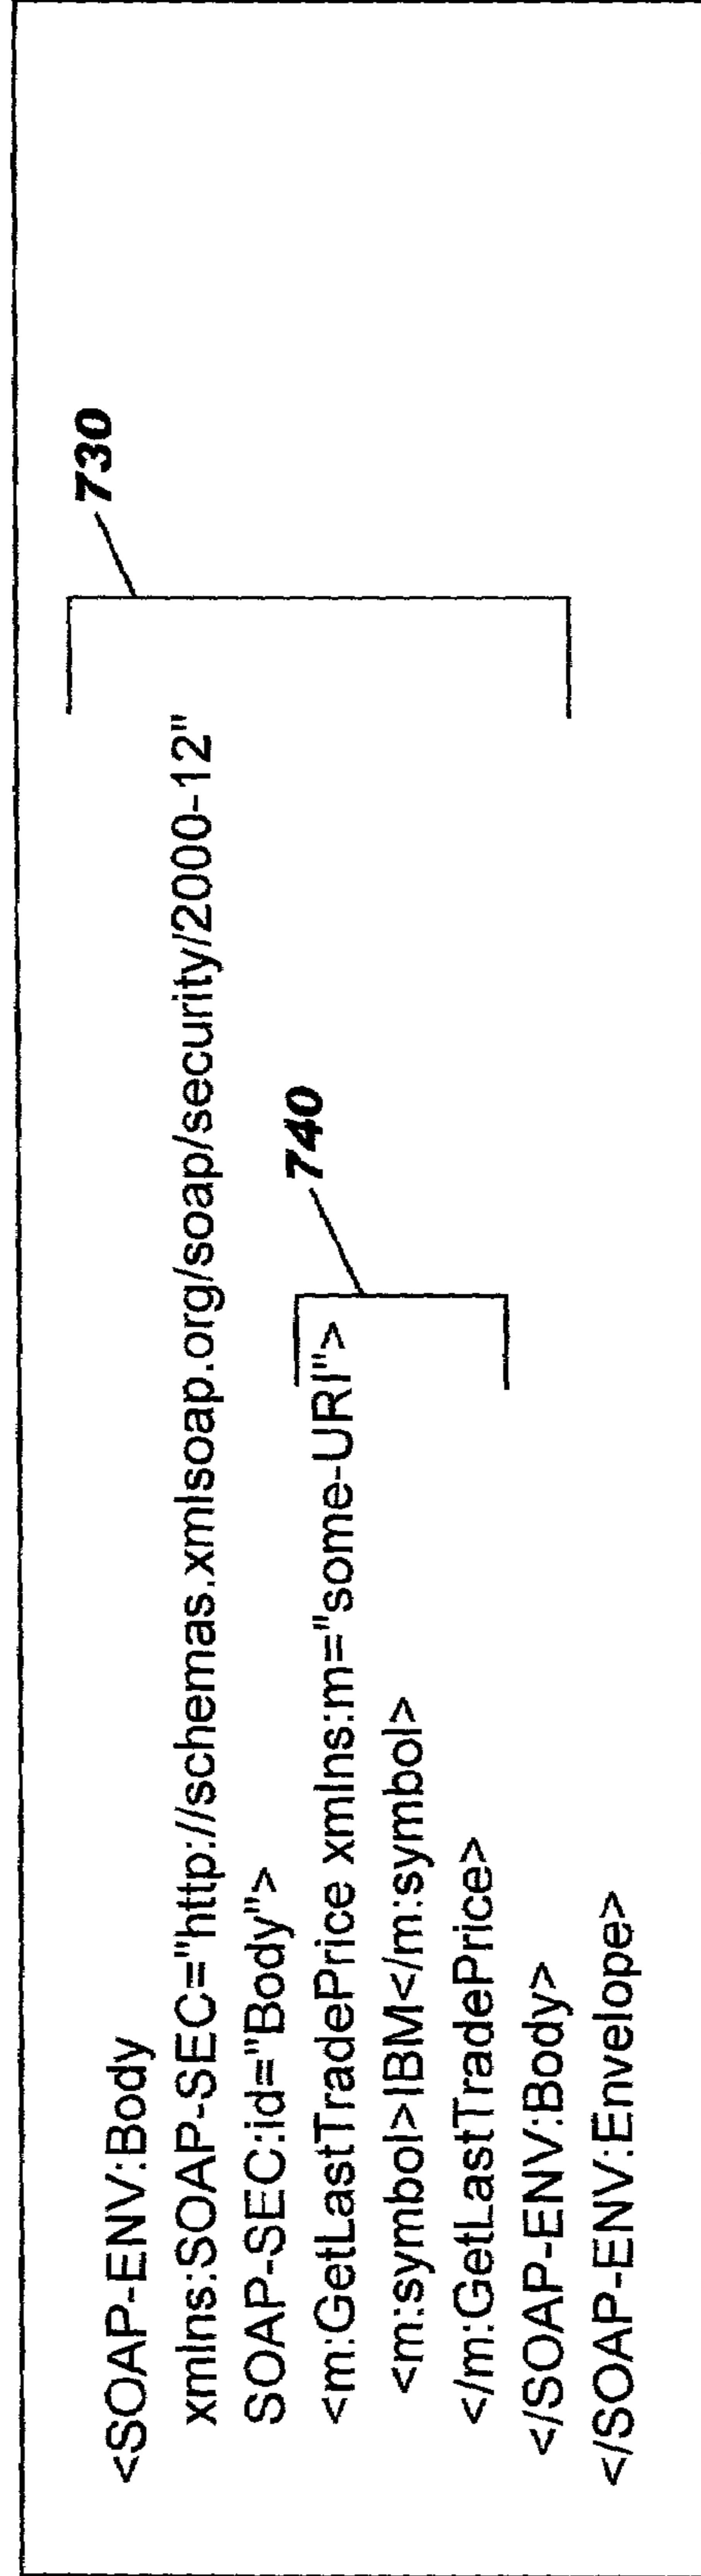 <SOAP-ENV:Body
xmlns:SOAP-SEC="http://schemas.xmlsoap.org/soap/security/2000-12"
SOAP-SEC:id="Body">
<m:GetLastTradePrice xmlns:m="some-URI">
<m:symbol>IBM</m:symbol>
</m:GetLastTradePrice>
</SOAP-ENV:Body>
</SOAP-ENV:Envelope>
730
740